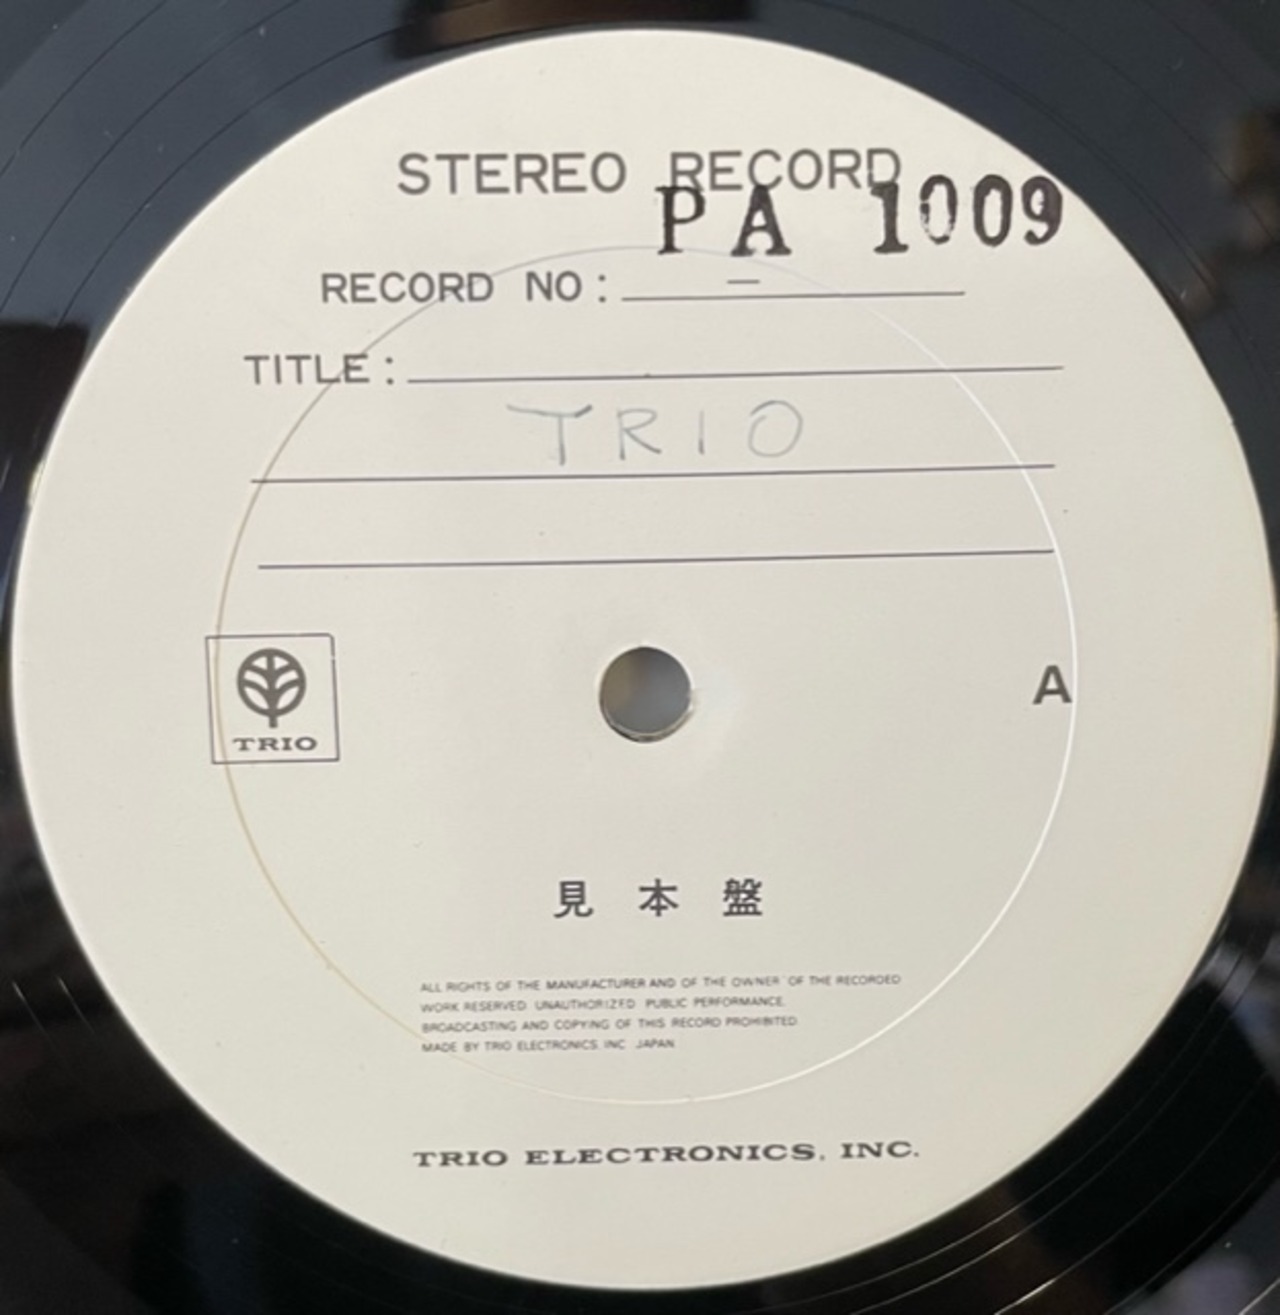 STEREO RECORD
PA 1009
RECORD NO: –
TITLE:
TRIO
TRIO
A
見本盤
ALL RIGHTS OF THE MANUFACTURER AND OF THE OWNER OF THE RECORDED
WORK RESERVED UNAUTHORIZED PUBLIC PERFORMANCE
BROADCASTING AND COPYING OF THIS RECORD PROHIBITED
MADE BY TRIO ELECTRONICS INC JAPAN
TRIO ELECTRONICS, INC.